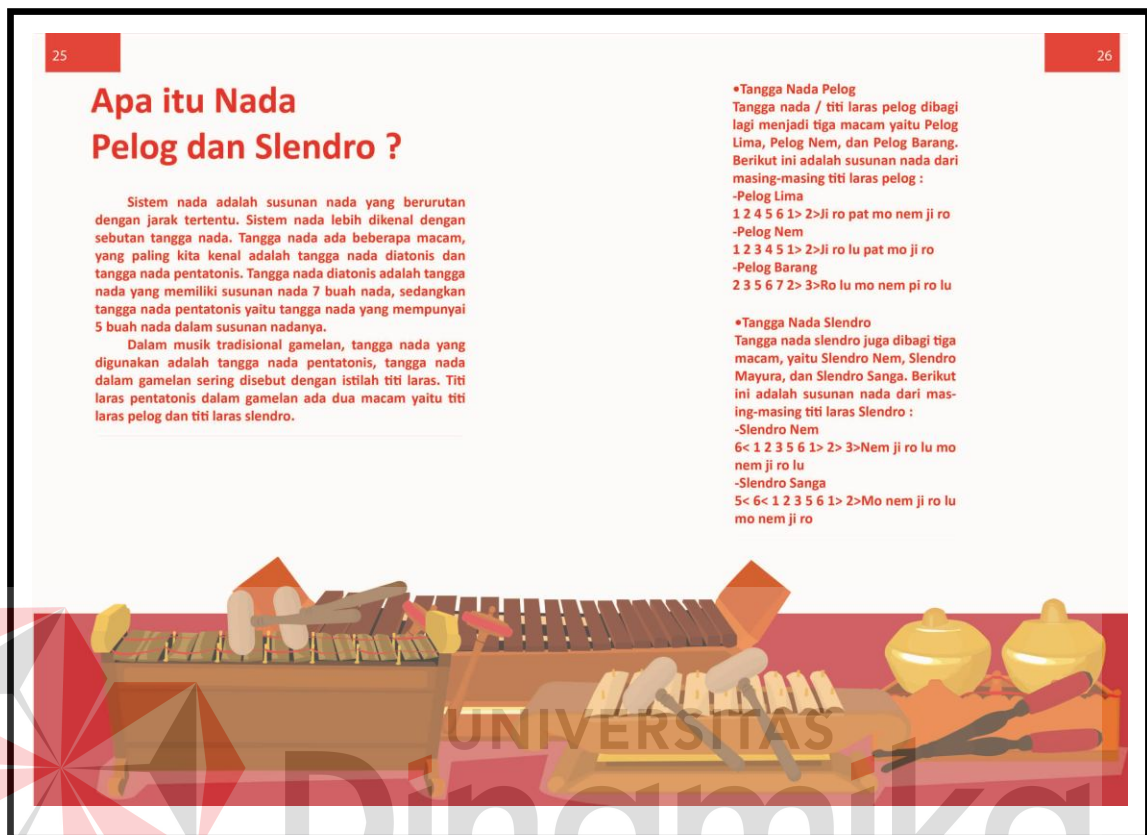 25
Apa itu Nada
Pelog dan Slendro ?
Sistem nada adalah susunan nada yang berurutan
dengan jarak tertentu. Sistem nada lebih dikenal dengan
sebutan tangga nada. Tangga nada ada beberapa macam,
yang paling kita kenal adalah tangga nada diatonis dan
tangga nada pentatonis. Tangga nada diatonis adalah tangga
nada yang memiliki susunan nada 7 buah nada, sedangkan
tangga nada pentatonis yaitu tangga nada yang mempunyai
5 buah nada dalam susunan nadanya.
Dalam musik tradisional gamelan, tangga nada yang
digunakan adalah tangga nada pentatonis, tangga nada
dalam gamelan sering disebut dengan istilah titi laras. Titi
laras pentatonis dalam gamelan ada dua macam yaitu titi
laras pelog dan titi laras slendro.
26
•Tangga Nada Pelog
Tangga nada / titi laras pelog dibagi
lagi menjadi tiga macam yaitu Pelog
Lima, Pelog Nem, dan Pelog Barang.
Berikut ini adalah susunan nada dari
masing-masing titi laras pelog :
-Pelog Lima
1 2 4 5 6 1> 2>Ji ro pat mo nem ji ro
-Pelog Nem
1 2 3 4 5 1> 2>Ji ro lu pat mo ji ro
-Pelog Barang
2 3 5 6 7 2> 3>Ro lu mo nem pi ro lu
•Tangga Nada Slendro
Tangga nada slendro juga dibagi tiga
macam, yaitu Slendro Nem, Slendro
Mayura, dan Slendro Sanga. Berikut
ini adalah susunan nada dari mas-
ing-masing titi laras Slendro :
-Slendro Nem
6< 1 2 3 5 6 1> 2> 3>Nem ji ro lu mo
nem ji ro lu
-Slendro Sanga
5< 6< 1 2 3 5 6 1> 2>Mo nem ji ro lu
mo nem ji ro
UNIVERSITAS
Dinamika